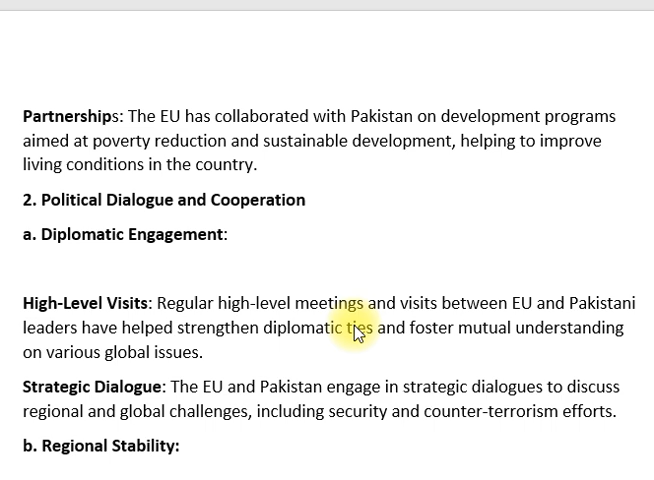 Partnerships: The EU has collaborated with Pakistan on development programs
aimed at poverty reduction and sustainable development, helping to improve
living conditions in the country.
2. Political Dialogue and Cooperation
a. Diplomatic Engagement:
High-Level Visits: Regular high-level meetings and visits between EU and Pakistani
leaders have helped strengthen diplomatic ties and foster mutual understanding
on various global issues.
Strategic Dialogue: The EU and Pakistan engage in strategic dialogues to discuss
regional and global challenges, including security and counter-terrorism efforts.
b. Regional Stability: